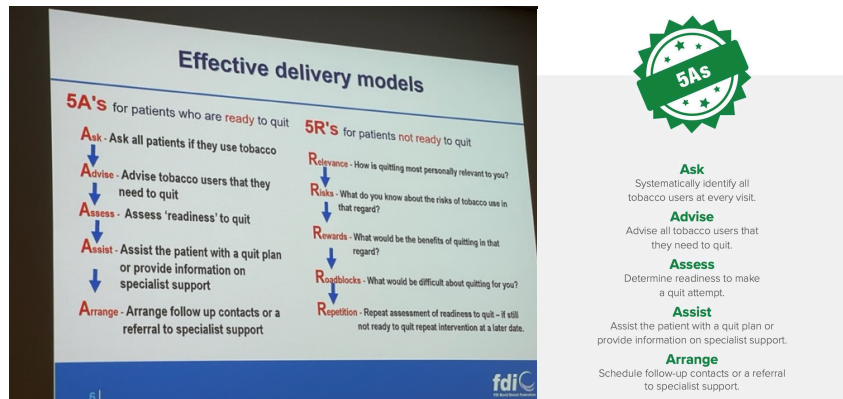 Effective delivery models
5A's for patients who are ready to quit
Ask - Ask all patients if they use tobacco
Advise - Advise tobacco users that they
need to quit
Assess - Assess 'readiness' to quit
Assist - Assist the patient with a quit plan
or provide information on
specialist support
Arrange - Arrange follow up contacts or a
referral to specialist support
5R's for patients not ready to quit
Relevance - How is quitting most personally relevant to you?
Risks - What do you know about the risks of tobacco use in
that regard?
Rewards - What would be the benefits of quitting in that
regard?
Roadblocks - What would be difficult about quitting for you?
Repetition - Repeat assessment of readiness to quit – if still
not ready to quit repeat intervention at a later date.
6
fdi
FDI World Dental Federation
5As
Ask
Systematically identify all
tobacco users at every visit.
Advise
Advise all tobacco users that
they need to quit.
Assess
Determine readiness to make
a quit attempt.
Assist
Assist the patient with a quit plan or
provide information on specialist support.
Arrange
Schedule follow-up contacts or a referral
to specialist support.